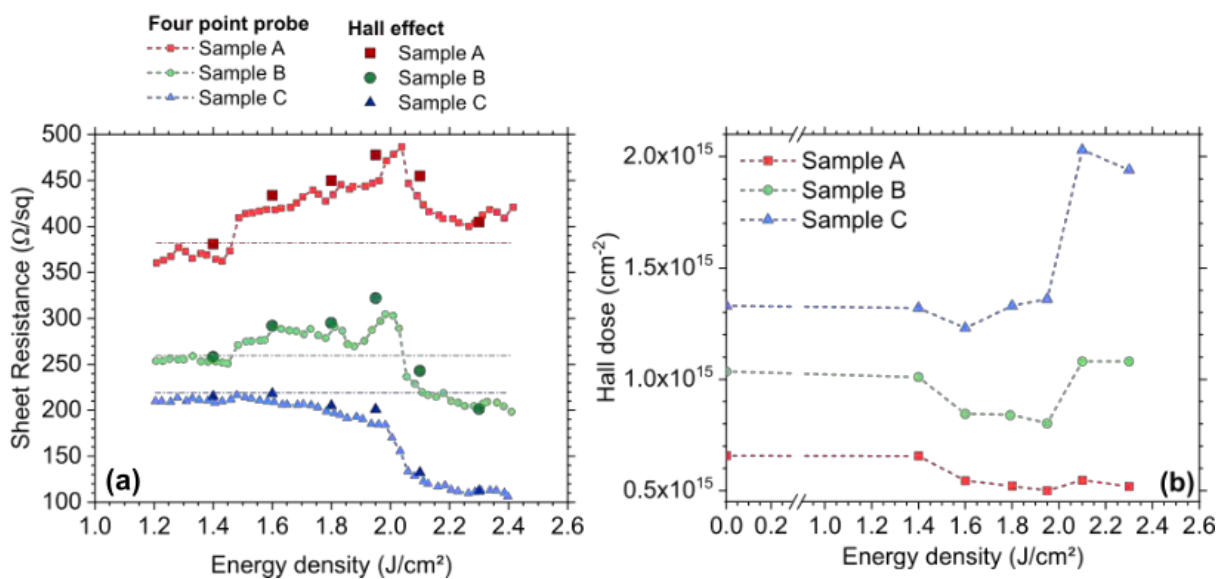 Four point probe
Sample A
Sample B
Sample C
Hall effect
Sample A
Sample B
Sample C
500
450
400
350
300
250
200
150
100
Sheet Resistance (Ω/sq)
(a)
1.0 1.2 1.4 1.6 1.8 2.0 2.2 2.4 2.6
Energy density (J/cm²)
Sample A
Sample B
Sample C
2.0x10¹⁵
1.5x10¹⁵
1.0x10¹⁵
0.5x10¹⁵
Hall dose (cm⁻²)
(b)
0.0 0.2 1.0 1.2 1.4 1.6 1.8 2.0 2.2 2.4 2.6
Energy density (J/cm²)